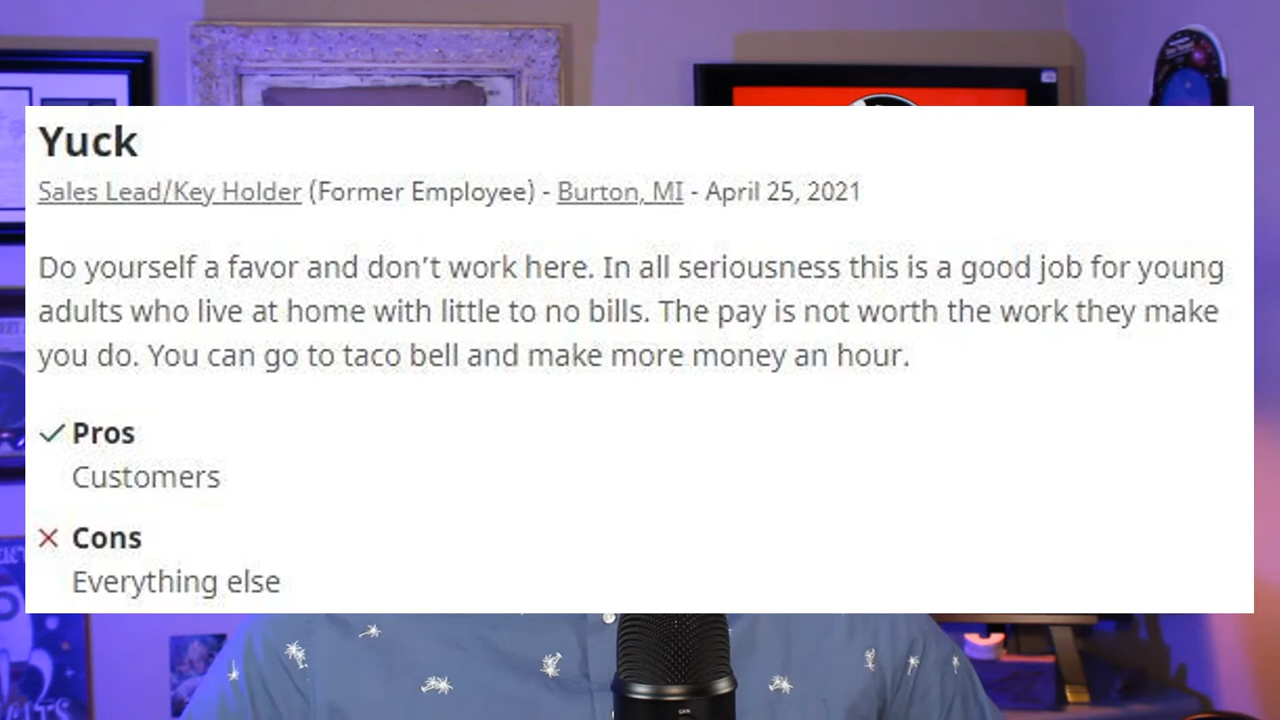 Yuck
Sales Lead/Key Holder (Former Employee) - Burton, MI - April 25, 2021
Do yourself a favor and don’t work here. In all seriousness this is a good job for young
adults who live at home with little to no bills. The pay is not worth the work they make
you do. You can go to taco bell and make more money an hour.
Pros
Customers
Cons
Everything else